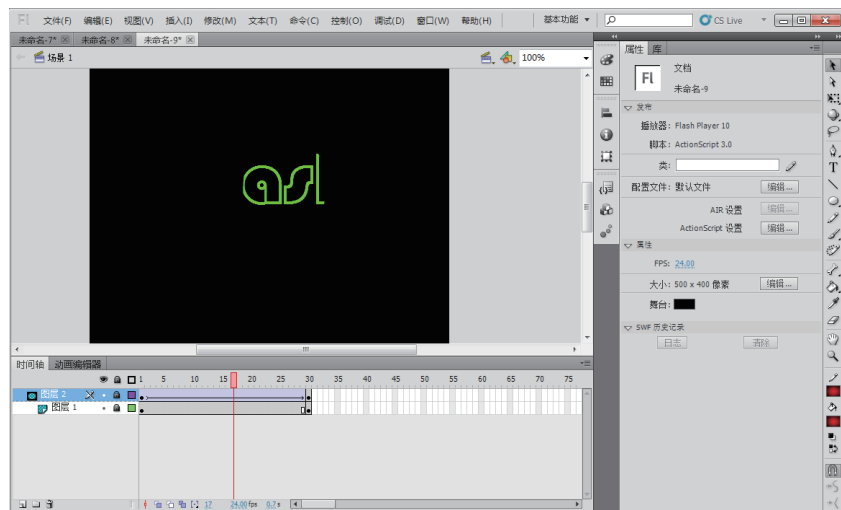 Fl 文件(F) 编辑(E) 视图(V) 插入(I) 修改(M) 文本(T) 命令(C) 控制(O) 调试(D) 窗口(W) 帮助(H) 基本功能 CS Live
未命名-7* 未命名-8* 未命名-9*
场景 1 100%
asl
时间轴 动画编辑器
1 5 10 15 20 25 30 35 40 45 50 55 60 65 70 75
图层 2
图层 1
17 24.00 fps 0.7 s
属性 库
Fl 文档
未命名-9
发布
播放器: Flash Player 10
脚本: ActionScript 3.0
类:
配置文件: 默认文件 编辑...
AIR 设置 编辑...
ActionScript 设置 编辑...
属性
FPS: 24.00
大小: 500 x 400 像素 编辑...
舞台:
SWF 历史记录
日志 清除
T